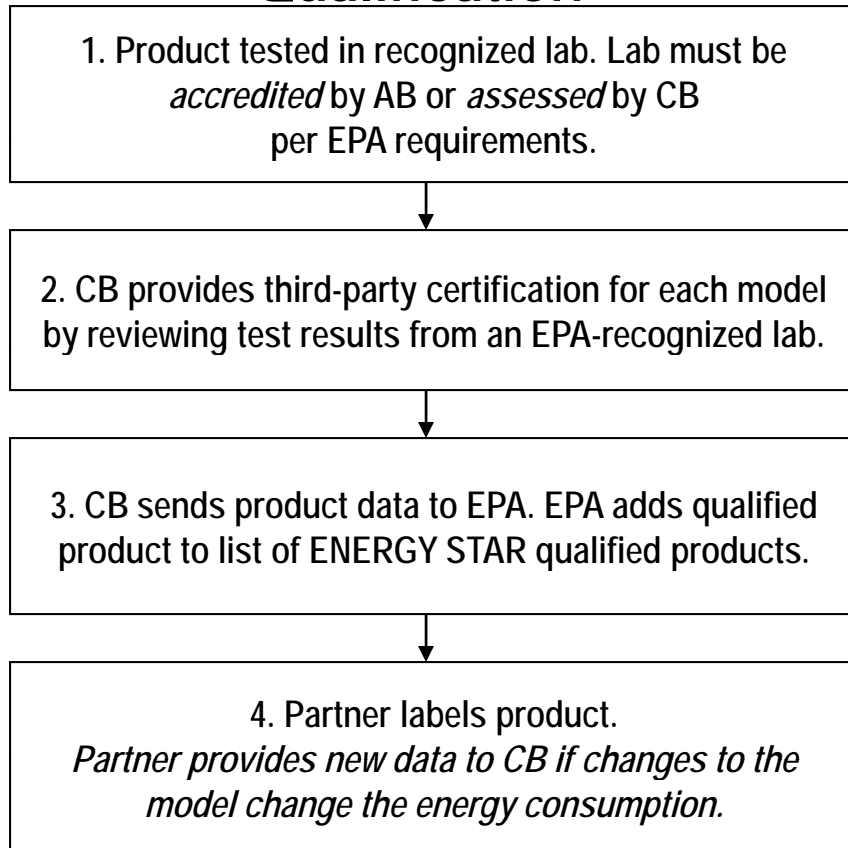 Qualification
1. Product tested in recognized lab. Lab must be
accredited by AB or assessed by CB
per EPA requirements.
2. CB provides third-party certification for each model
by reviewing test results from an EPA-recognized lab.
3. CB sends product data to EPA. EPA adds qualified
product to list of ENERGY STAR qualified products.
4. Partner labels product.
Partner provides new data to CB if changes to the
model change the energy consumption.